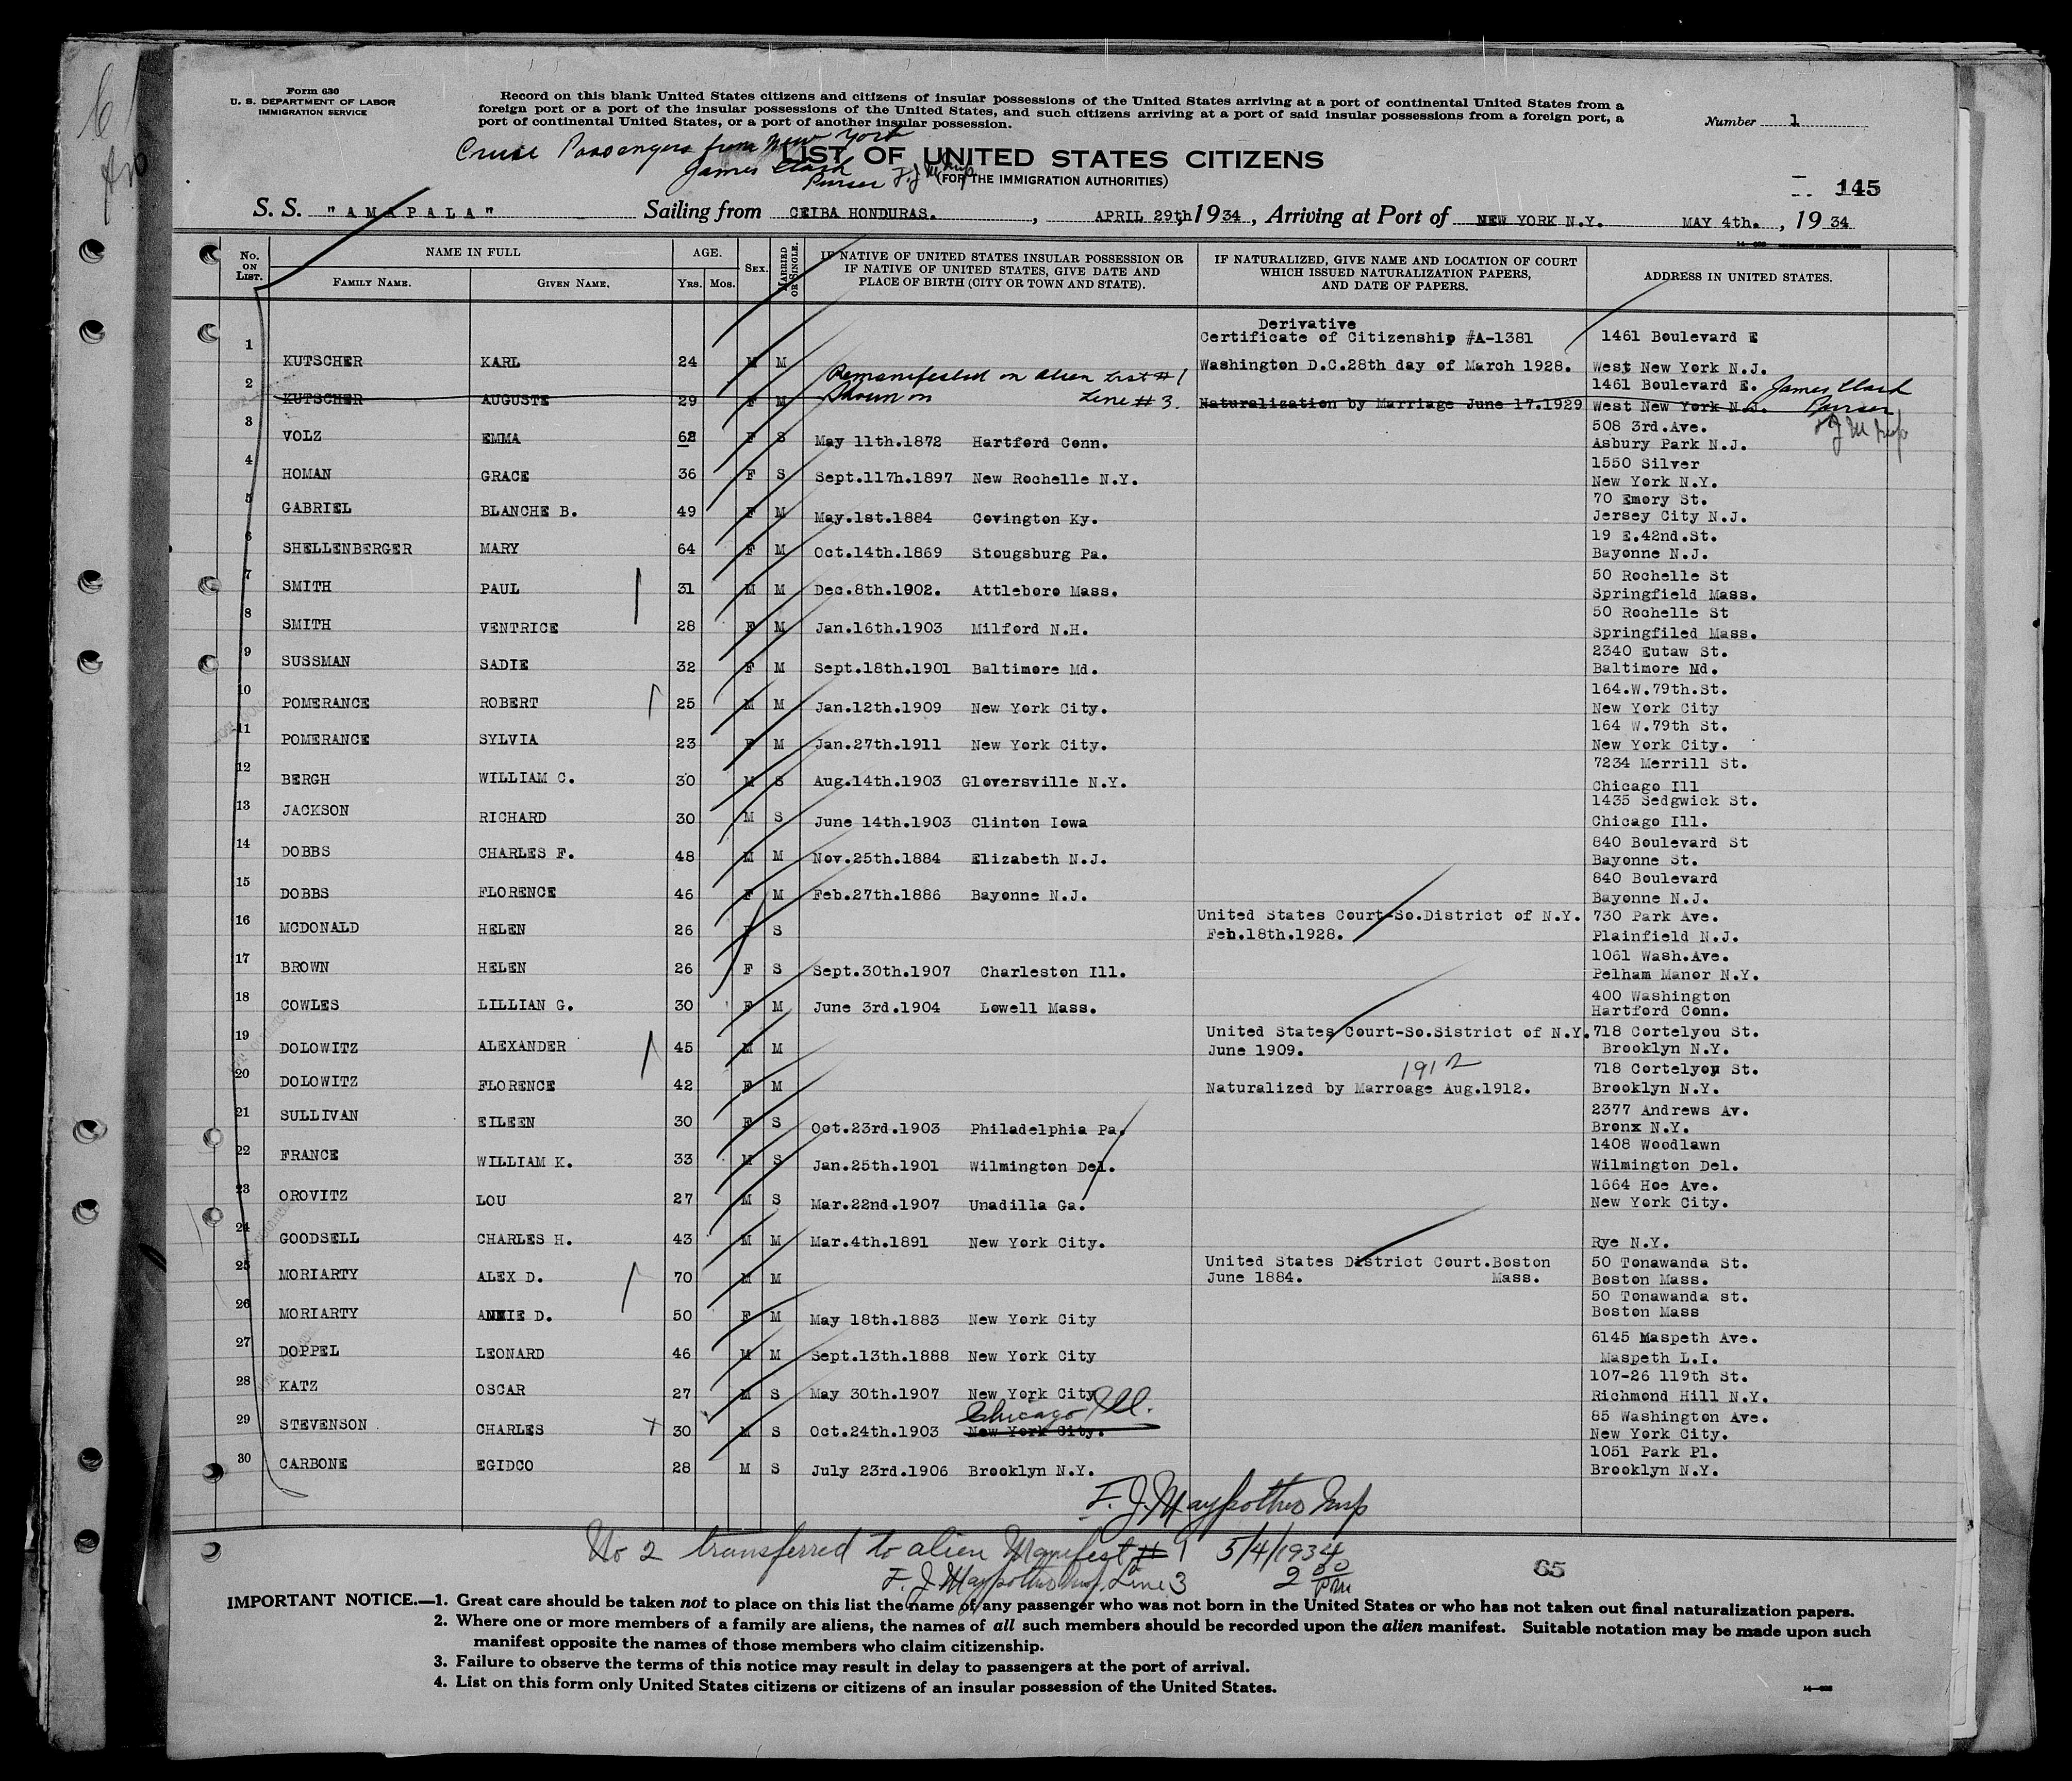 Form 630
U. S. DEPARTMENT OF LABOR
IMMIGRATION SERVICE
Record on this blank United States citizens and citizens of insular possessions of the United States arriving at a port of continental United States from a
foreign port or a port of the insular possessions of the United States, and such citizens arriving at a port of said insular possessions from a foreign port, a
port of continental United States, or a port of another insular possession.
Number 1
Cruise Passengers from New York
LIST OF UNITED STATES CITIZENS
James Clark
Purser F.J.M. Insp
(FOR THE IMMIGRATION AUTHORITIES)
145
S. S. "AMAPALA" Sailing from CEIBA HONDURAS. , APRIL 29th, 1934, Arriving at Port of NEW YORK N.Y. MAY 4th. , 1934
No. ON LIST. NAME IN FULL FAMILY NAME. GIVEN NAME. AGE. YRS. MOS. SEX. MARRIED OR SINGLE. IF NATIVE OF UNITED STATES INSULAR POSSESSION OR IF NATIVE OF UNITED STATES, GIVE DATE AND PLACE OF BIRTH (CITY OR TOWN AND STATE). IF NATURALIZED, GIVE NAME AND LOCATION OF COURT WHICH ISSUED NATURALIZATION PAPERS, AND DATE OF PAPERS. ADDRESS IN UNITED STATES.
Derivative
Certificate of Citizenship #A-1381 1461 Boulevard E
1 KUTSCHER KARL 24 M M Washington D.C.28th day of March 1928. West New York N.J.
Remanifested on Alien List #1
1461 Boulevard E. James Clark
2 KUTSCHER AUGUSTE 29 F M Shown on Line #3. Naturalization by Marriage June 17.1929 West New York N.J. Purser
F J M Insp
508 3rd.Ave.
3 VOLZ EMMA 62 F S May 11th.1872 Hartford Conn. Asbury Park N.J.
1550 Silver
4 HOMAN GRACE 36 F S Sept.117h.1897 New Rochelle N.Y. New York N.Y.
70 Emory St.
5 GABRIEL BLANCHE B. 49 F M May.1st.1884 Covington Ky. Jersey City N.J.
19 E.42nd.St.
6 SHELLENBERGER MARY 64 F M Oct.14th.1869 Stougsburg Pa. Bayonne N.J.
50 Rochelle St
7 SMITH PAUL 31 M M Dec.8th.1902. Attleboro Mass. Springfield Mass.
50 Rochelle St
8 SMITH VENTRICE 28 F M Jan.16th.1903 Milford N.H. Springfiled Mass.
2340 Eutaw St.
9 SUSSMAN SADIE 32 F M Sept.18th.1901 Baltimore Md. Baltimore Md.
164.W.79th.St.
10 POMERANCE ROBERT 25 M M Jan.12th.1909 New York City. New York City
164 W.79th St.
11 POMERANCE SYLVIA 23 F M Jan.27th.1911 New York City. New York City.
7234 Merrill St.
12 BERGH WILLIAM C. 30 M S Aug.14th.1903 Gloversville N.Y. Chicago Ill
1435 Sedgwick St.
13 JACKSON RICHARD 30 M S June 14th.1903 Clinton Iowa Chicago Ill.
840 Boulevard St
14 DOBBS CHARLES F. 48 M M Nov.25th.1884 Elizabeth N.J. Bayonne St.
840 Boulevard
15 DOBBS FLORENCE 46 F M Feb.27th.1886 Bayonne N.J. Bayonne N.J.
United States Court-So.District of N.Y. 730 Park Ave.
16 MCDONALD HELEN 26 F S Feb.18th.1928. Plainfield N.J.
1061 Wash.Ave.
17 BROWN HELEN 26 F S Sept.30th.1907 Charleston Ill. Pelham Manor N.Y.
400 Washington
18 COWLES LILLIAN G. 30 F M June 3rd.1904 Lowell Mass. Hartford Conn.
United States Court-So.Sistrict of N.Y. 718 Cortelyou St.
19 DOLOWITZ ALEXANDER 45 M M June 1909. Brooklyn N.Y.
1912 718 Cortelyou St.
20 DOLOWITZ FLORENCE 42 F M Naturalized by Marroage Aug.1912. Brooklyn N.Y.
2377 Andrews Av.
21 SULLIVAN EILEEN 30 F S Oct.23rd.1903 Philadelphia Pa. Bronx N.Y.
1408 Woodlawn
22 FRANCE WILLIAM K. 33 M S Jan.25th.1901 Wilmington Del. Wilmington Del.
1664 Hoe Ave.
23 OROVITZ LOU 27 M S Mar.22nd.1907 Unadilla Ga. New York City.
24 GOODSELL CHARLES H. 43 M M Mar.4th.1891 New York City. Rye N.Y.
United States District Court.Boston 50 Tonawanda St.
25 MORIARTY ALEX D. 70 M M June 1884. Mass. Boston Mass.
50 Tonawanda st.
26 MORIARTY ANNIE D. 50 F M May 18th.1883 New York City Boston Mass
6145 Maspeth Ave.
27 DOPPEL LEONARD 46 M M Sept.13th.1888 New York City Maspeth L.I.
107-26 119th St.
28 KATZ OSCAR 27 M S May 30th.1907 New York City Richmond Hill N.Y.
Chicago Ill. 85 Washington Ave.
29 STEVENSON CHARLES 30 M S Oct.24th.1903 New York City. New York City.
1051 Park Pl.
30 CARBONE EGIDCO 28 M S July 23rd.1906 Brooklyn N.Y. Brooklyn N.Y.
No 2 transferred to alien Manifest # 9 5/4/1934
Line 3
65
IMPORTANT NOTICE.—1. Great care should be taken not to place on this list the name of any passenger who was not born in the United States or who has not taken out final naturalization papers.
2. Where one or more members of a family are aliens, the names of all such members should be recorded upon the alien manifest. Suitable notation may be made upon such
manifest opposite the names of those members who claim citizenship.
3. Failure to observe the terms of this notice may result in delay to passengers at the port of arrival.
4. List on this form only United States citizens or citizens of an insular possession of the United States.